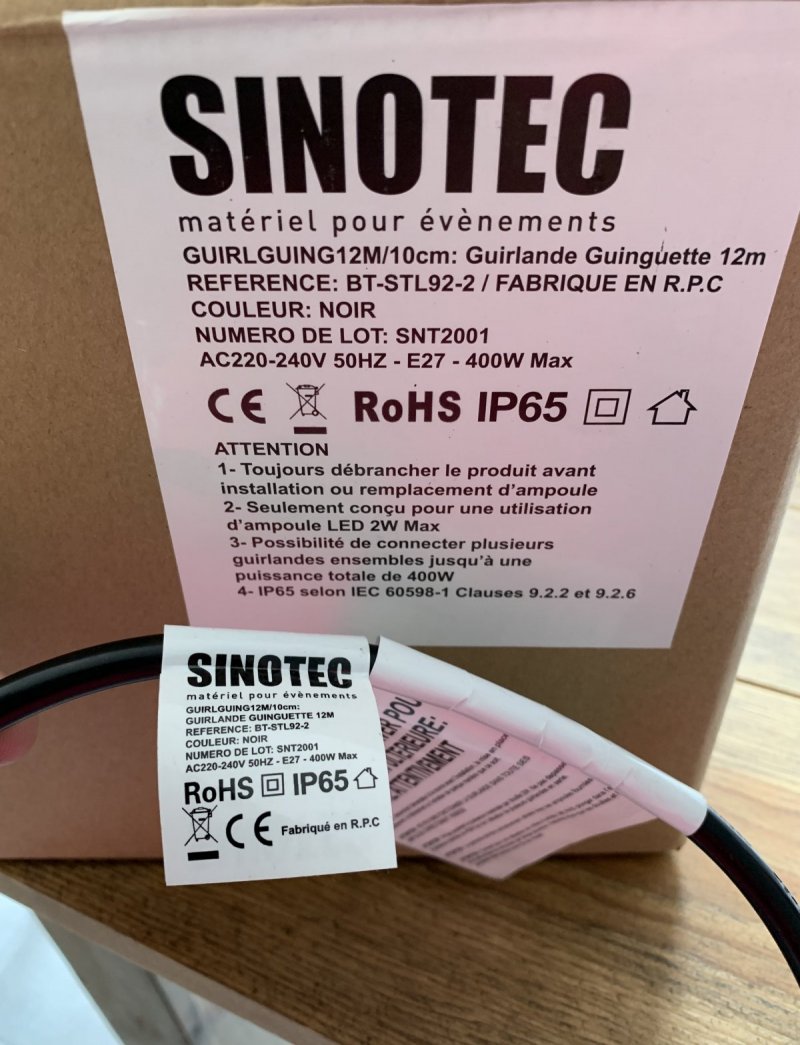 SINOTEC
matériel pour évènements
GUIRLGUING12M/10cm: Guirlande Guinguette 12m
REFERENCE: BT-STL92-2 / FABRIQUE EN R.P.C
COULEUR: NOIR
NUMERO DE LOT: SNT2001
AC220-240V 50HZ - E27 - 400W Max
CE RoHS IP65
ATTENTION
1- Toujours débrancher le produit avant
installation ou remplacement d'ampoule
2- Seulement conçu pour une utilisation
d'ampoule LED 2W Max
3- Possibilité de connecter plusieurs
guirlandes ensembles jusqu'à une
puissance totale de 400W
4- IP65 selon IEC 60598-1 Clauses 9.2.2 et 9.2.6
SINOTEC
matériel pour évènements
GUIRLGUING12M/10cm:
GUIRLANDE GUINGUETTE 12M
REFERENCE: BT-STL92-2
COULEUR: NOIR
NUMERO DE LOT: SNT2001
AC220-240V 50HZ - E27 - 400W Max
RoHS IP65
CE Fabriqué en R.P.C